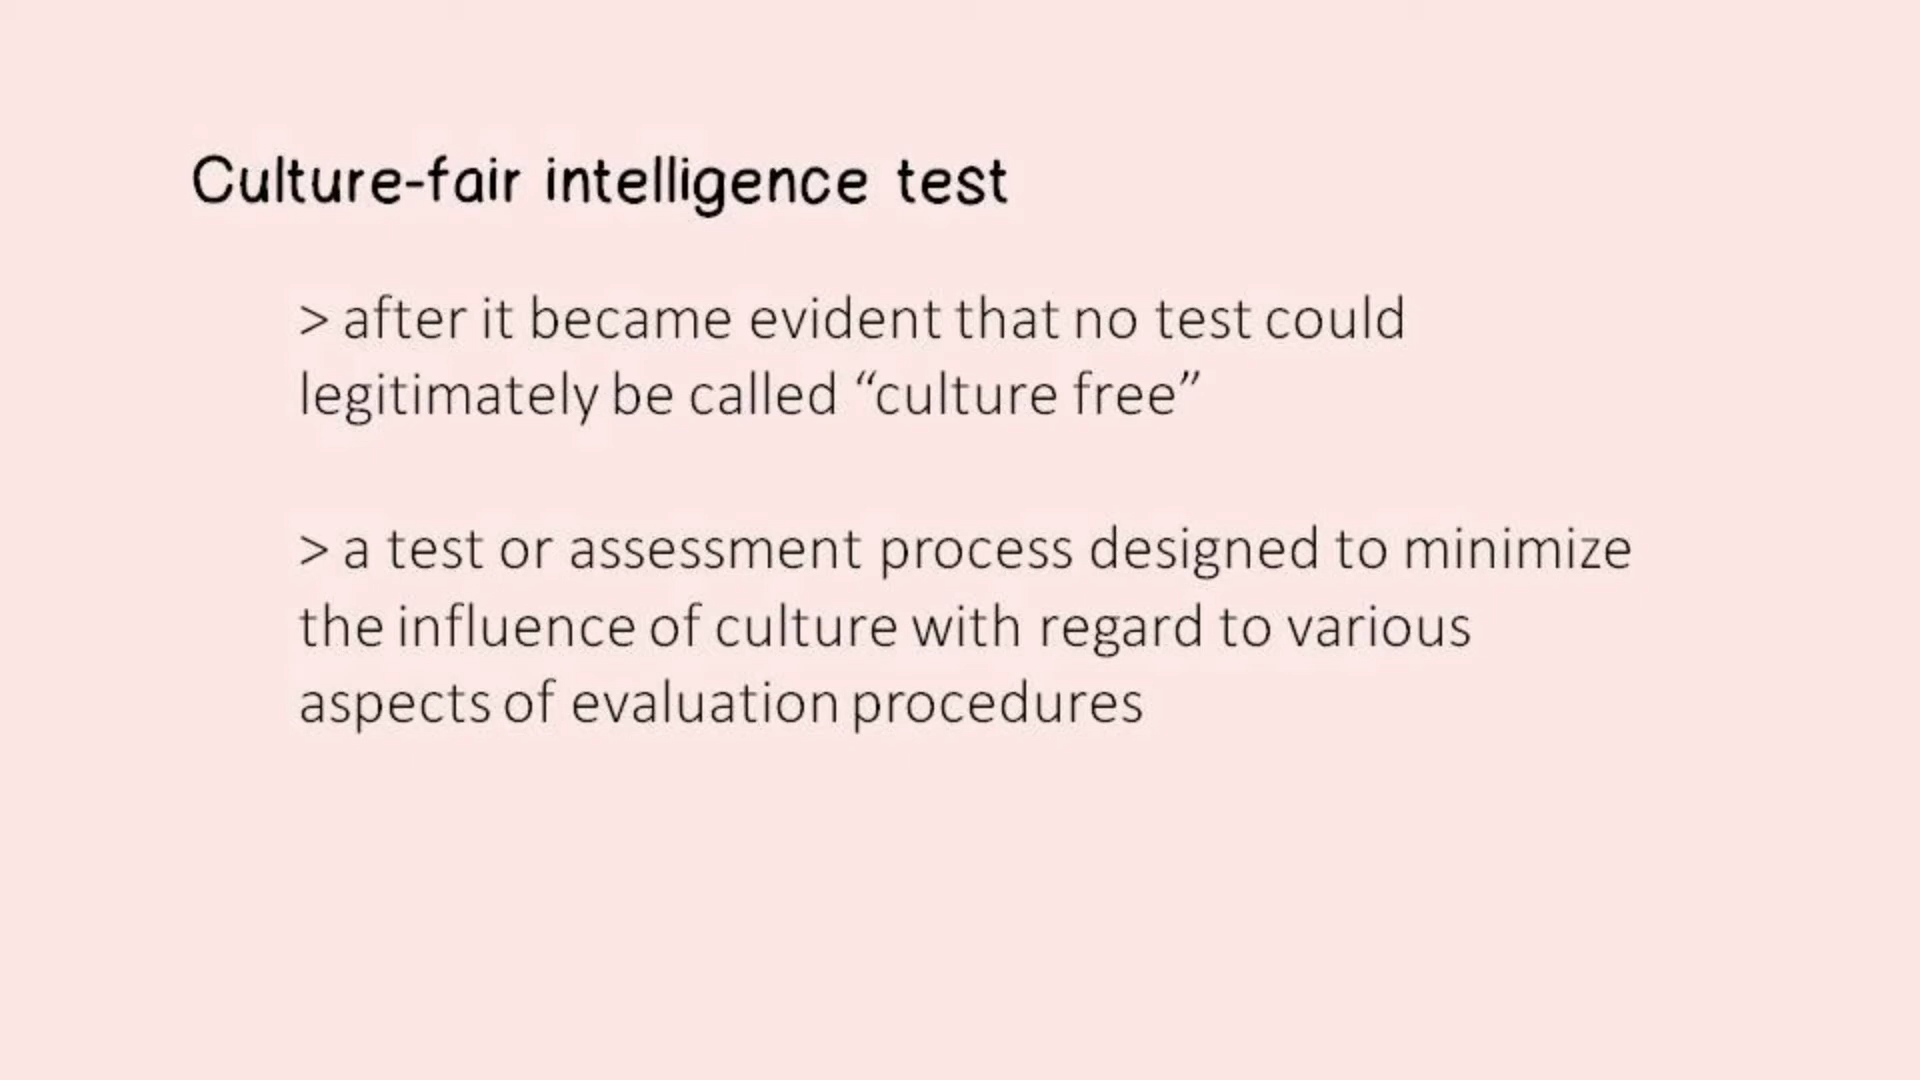 Culture-fair intelligence test
> after it became evident that no test could
legitimately be called “culture free”
> a test or assessment process designed to minimize
the influence of culture with regard to various
aspects of evaluation procedures